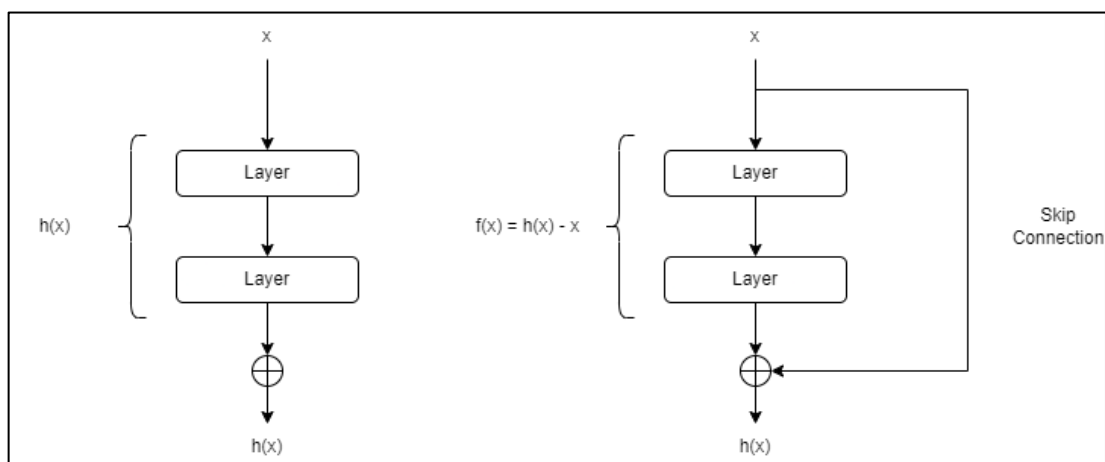 x
Layer
h(x)
Layer
h(x)
x
Layer
f(x) = h(x) - x
Skip
Connection
Layer
h(x)